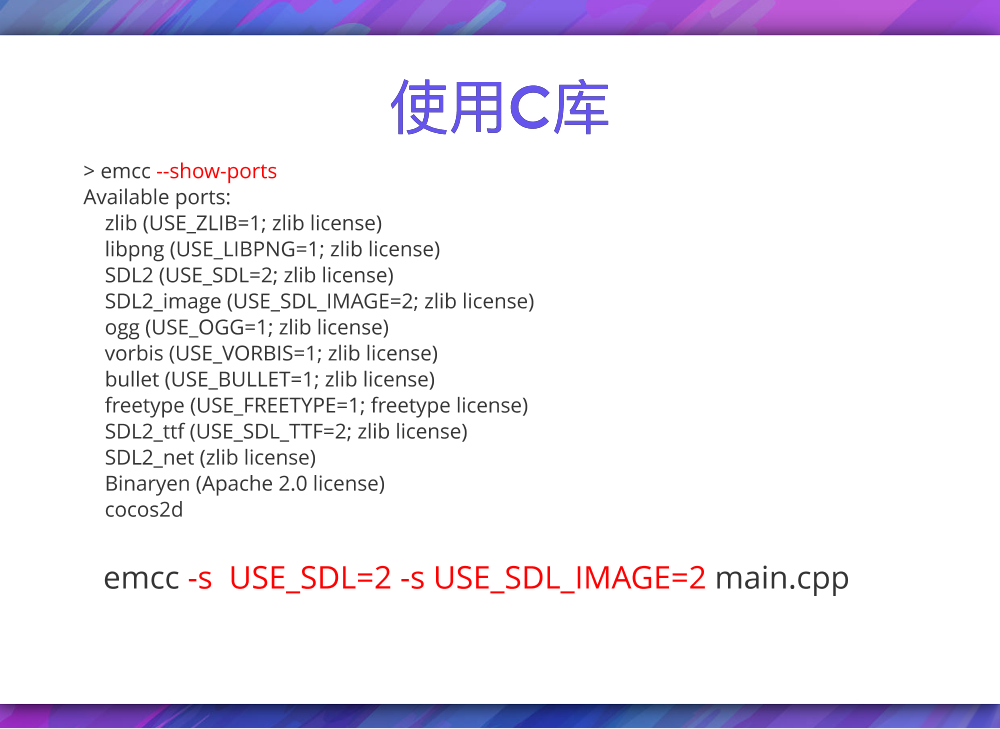 使用C库
> emcc --show-ports
Available ports:
zlib (USE_ZLIB=1; zlib license)
libpng (USE_LIBPNG=1; zlib license)
SDL2 (USE_SDL=2; zlib license)
SDL2_image (USE_SDL_IMAGE=2; zlib license)
ogg (USE_OGG=1; zlib license)
vorbis (USE_VORBIS=1; zlib license)
bullet (USE_BULLET=1; zlib license)
freetype (USE_FREETYPE=1; freetype license)
SDL2_ttf (USE_SDL_TTF=2; zlib license)
SDL2_net (zlib license)
Binaryen (Apache 2.0 license)
cocos2d
emcc -s  USE_SDL=2 -s USE_SDL_IMAGE=2 main.cpp